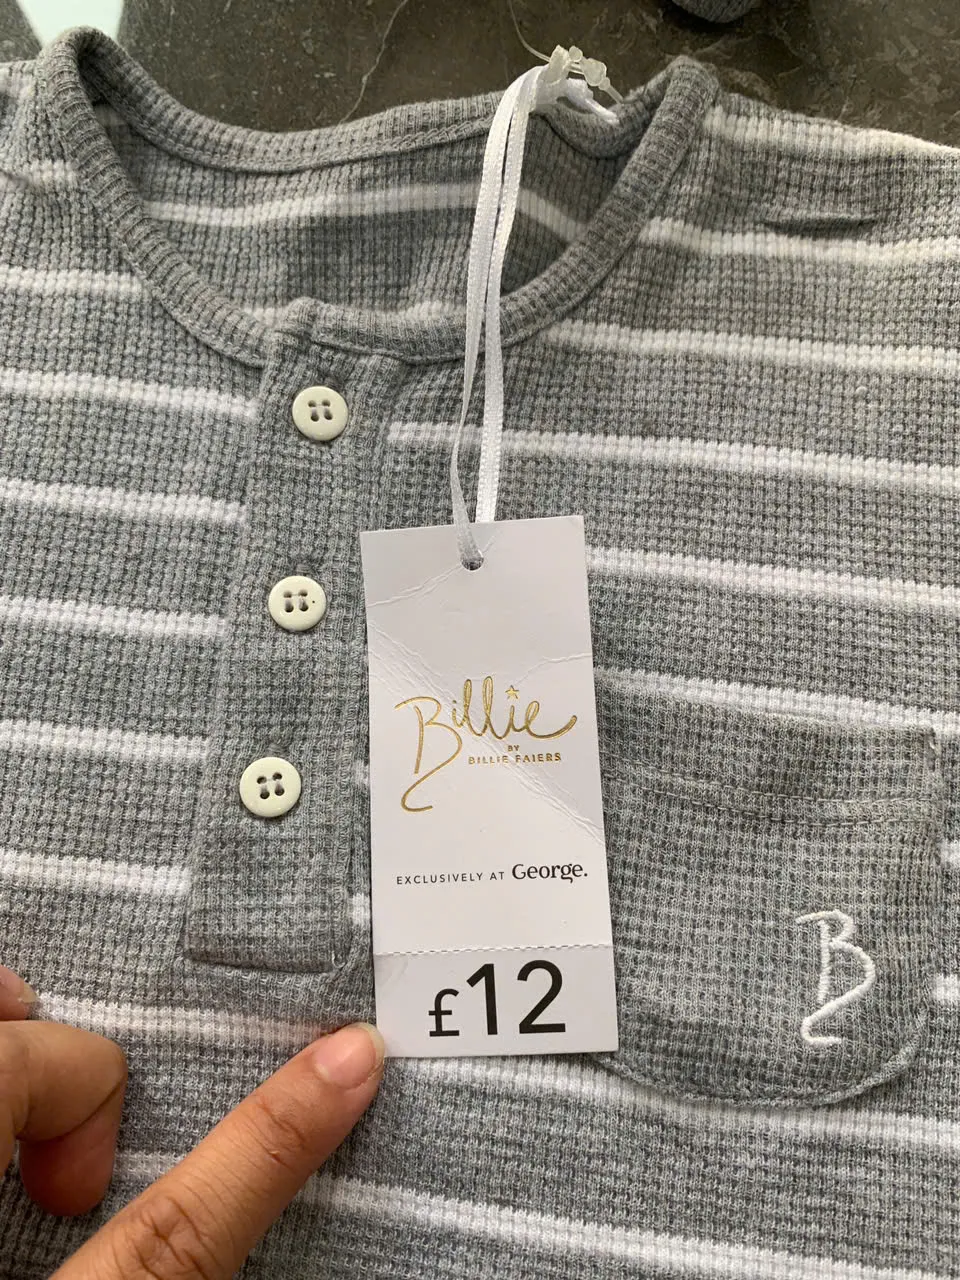 Billie
BY
BILLIE FAIERS
EXCLUSIVELY AT George.
£12
B